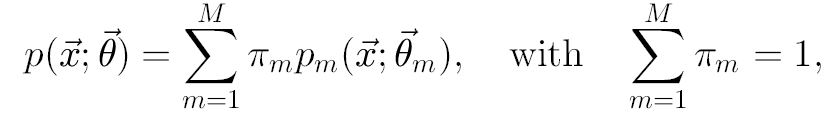 $p(\vec{x}; \vec{\theta}) = \sum_{m=1}^{M} \pi_m p_m(\vec{x}; \vec{\theta}_m), \quad \text{with} \quad \sum_{m=1}^{M} \pi_m = 1,$